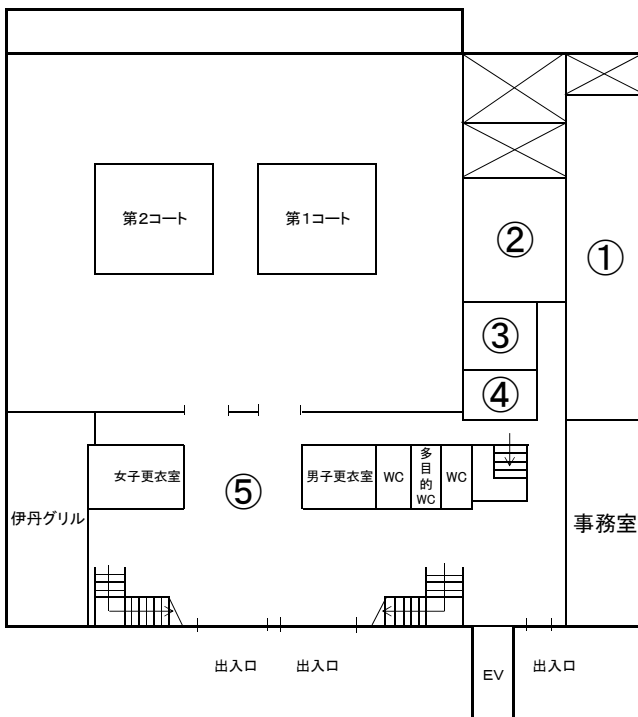 第2コート
第1コート
②
①
③
④
女子更衣室
⑤
男子更衣室
WC
多目的WC
WC
伊丹グリル
事務室
出入口
出入口
EV
出入口